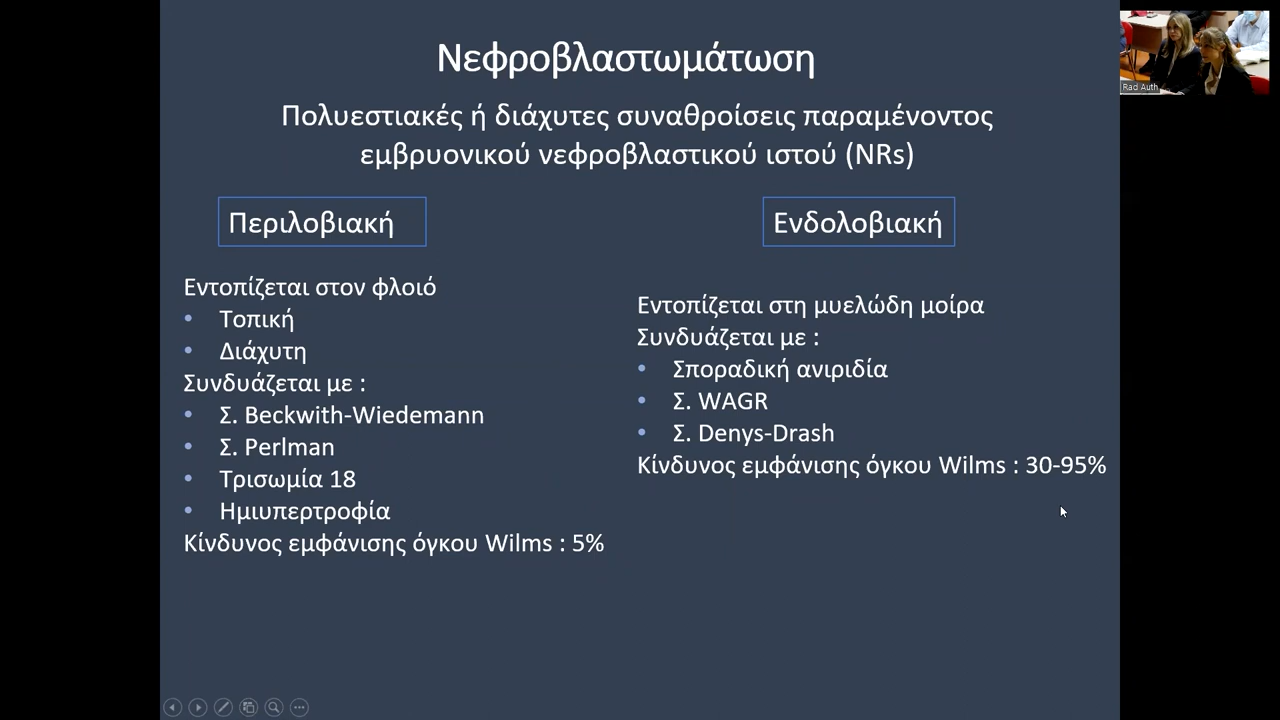 Νεφροβλαστωμάτωση
Πολυεστιακές ή διάχυτες συναθροίσεις παραμένοντος
εμβρυονικού νεφροβλαστικού ιστού (NRs)
Περιλοβιακή
Εντοπίζεται στον φλοιό
• Τοπική
• Διάχυτη
Συνδυάζεται με :
• Σ. Beckwith-Wiedemann
• Σ. Perlman
• Τρισωμία 18
• Ημιυπερτροφία
Κίνδυνος εμφάνισης όγκου Wilms : 5%
Ενδολοβιακή
Εντοπίζεται στη μυελώδη μοίρα
Συνδυάζεται με :
• Σποραδική ανιριδία
• Σ. WAGR
• Σ. Denys-Drash
Κίνδυνος εμφάνισης όγκου Wilms : 30-95%
Rad Auth